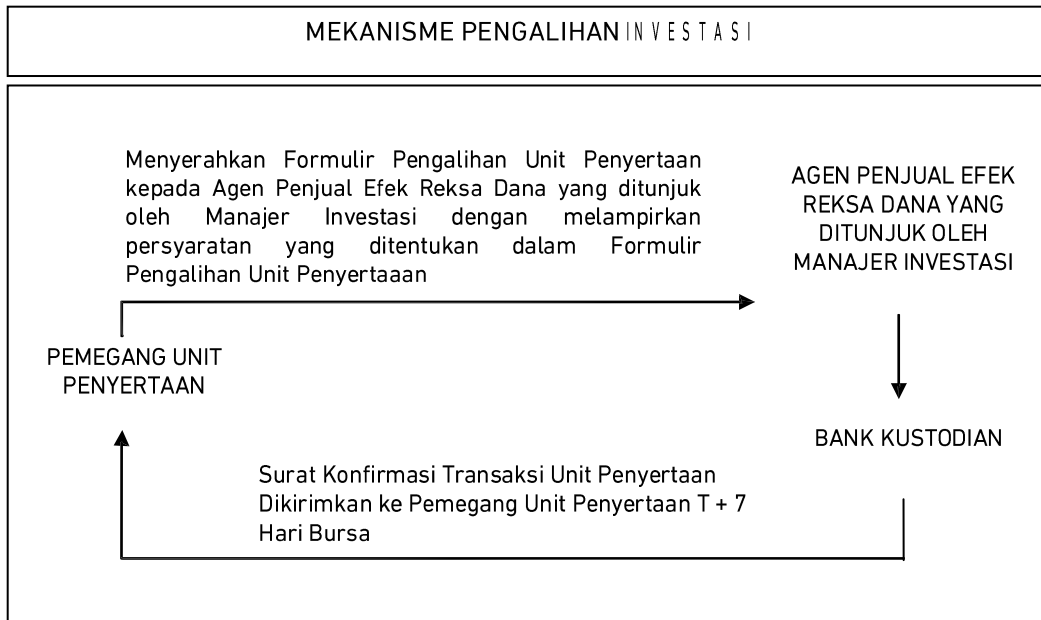 MEKANISME PENGALIHAN INVESTASI
Menyerahkan Formulir Pengalihan Unit Penyertaan
kepada Agen Penjual Efek Reksa Dana yang ditunjuk
oleh Manajer Investasi dengan melampirkan
persyaratan yang ditentukan dalam Formulir
Pengalihan Unit Penyertaaan
AGEN PENJUAL EFEK
REKSA DANA YANG
DITUNJUK OLEH
MANAJER INVESTASI
PEMEGANG UNIT
PENYERTAAN
BANK KUSTODIAN
Surat Konfirmasi Transaksi Unit Penyertaan
Dikirimkan ke Pemegang Unit Penyertaan T + 7
Hari Bursa